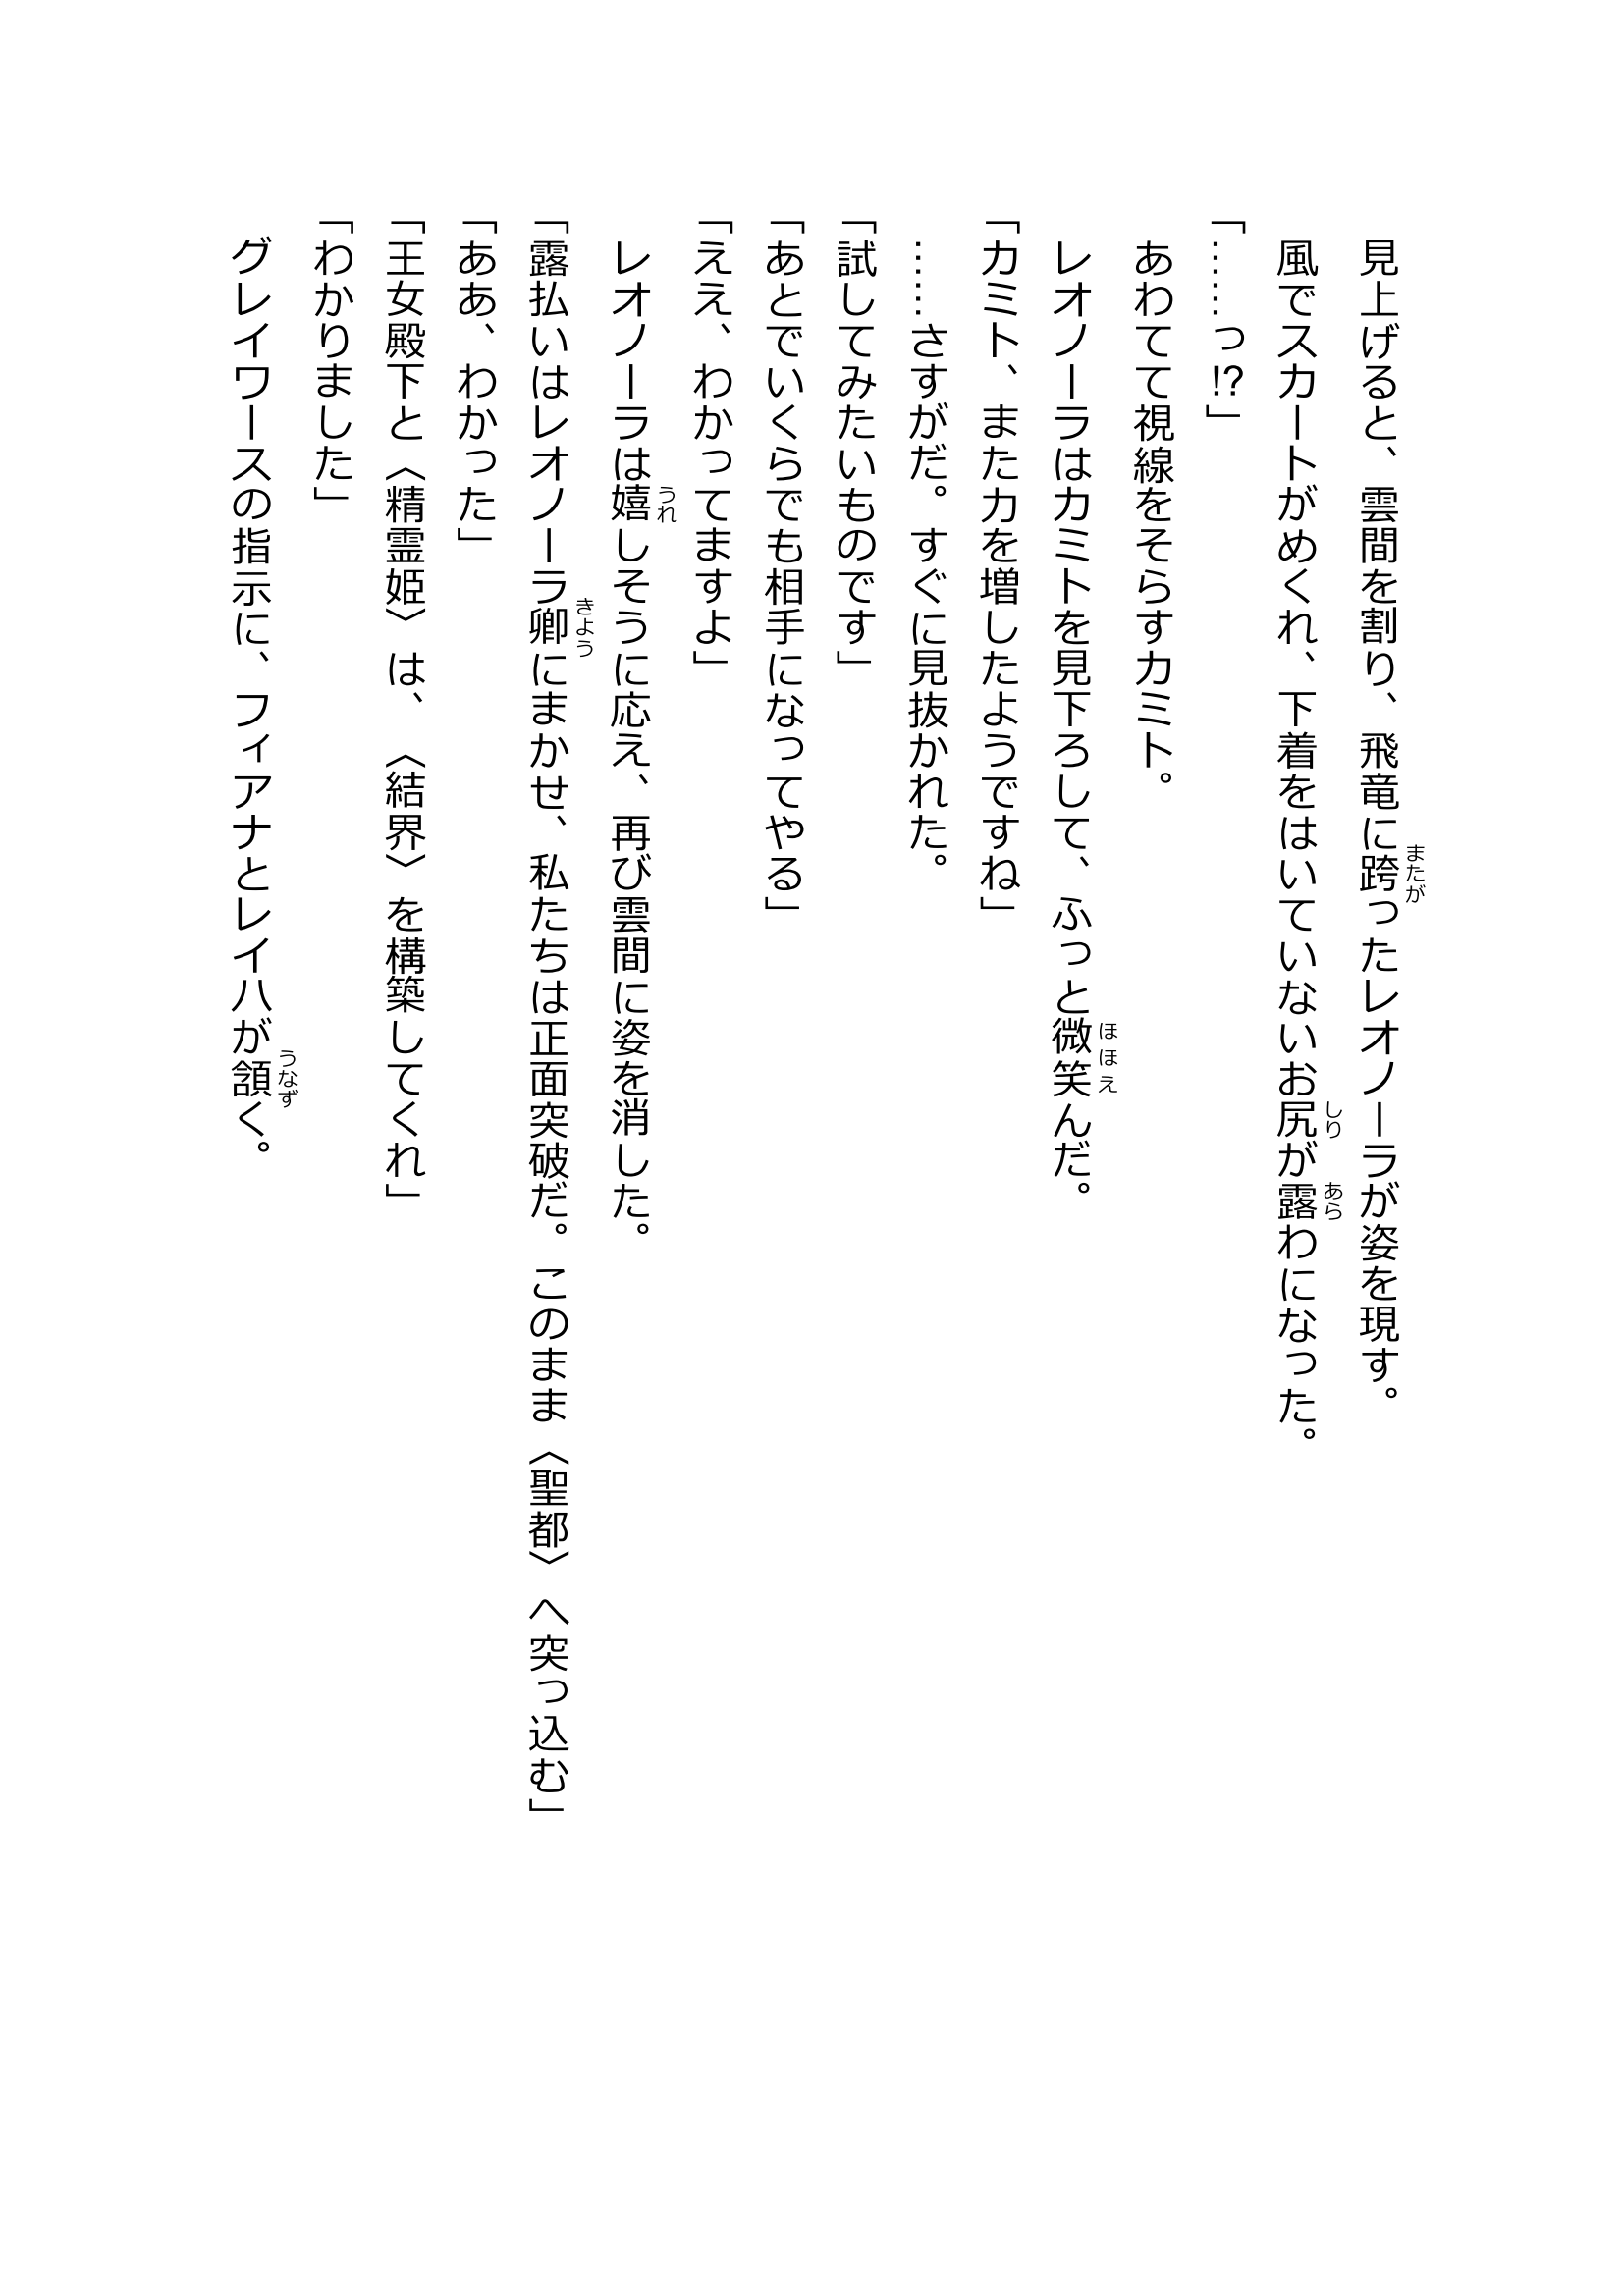 見上げると、雲間を割り、飛竜に跨ったレオノーラが姿を現す。
風でスカートがめくれ、下着をはいていないお尻が露わになった。
「……っ!?」
あわてて視線をそらすカミト。
レオノーラはカミトを見下ろして、ふっと微笑んだ。
「カミト、また力を増したようですね」
……さすがだ。すぐに見抜かれた。
「試してみたいものです」
「あとでいくらでも相手になってやる」
「ええ、わかってますよ」
レオノーラは嬉しそうに応え、再び雲間に姿を消した。
「露払いはレオノーラ卿にまかせ、私たちは正面突破だ。このまま〈聖都〉へ突っ込む」
「ああ、わかった」
「王女殿下と〈精霊姫〉は、〈結界〉を構築してくれ」
「わかりました」
グレイワースの指示に、フィアナとレイハが頷く。